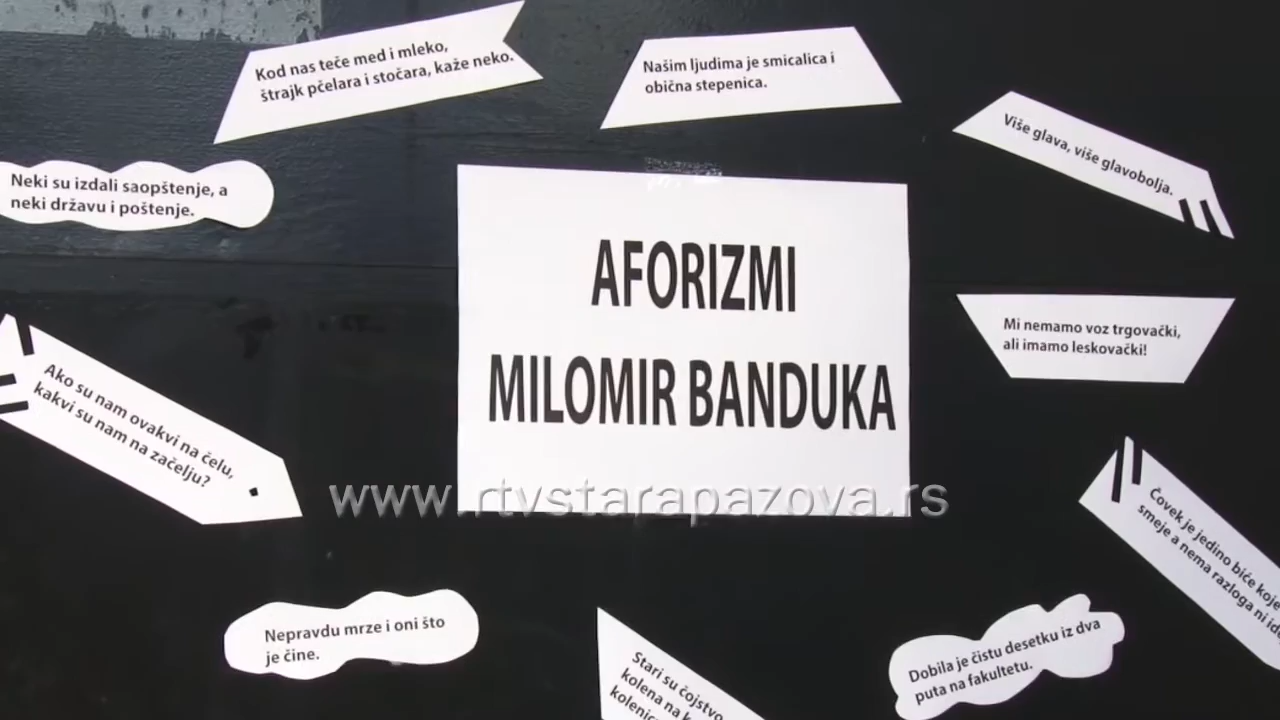 Kod nas teče med i mleko,
štrajk pčelara i stočara, kaže neko.
Našim ljudima je smicalica i
obična stepenica.
Više glava, više glavobolja.
Neki su izdali saopštenje, a
neki državu i poštenje.
AFORIZMI
MILOMIR BANDUKA
Mi nemamo voz trgovački,
ali imamo leskovački!
Ako su nam ovakvi na čelu,
kakvi su nam na začelju?
www.rtvstarapazova.rs
Čovek je jedino biće koje
smeje a nema razloga ni
Nepravdu mrze i oni što
je čine.
Stari su čojstvo
kolena na
Dobila je čistu desetku iz dva
puta na fakultetu.